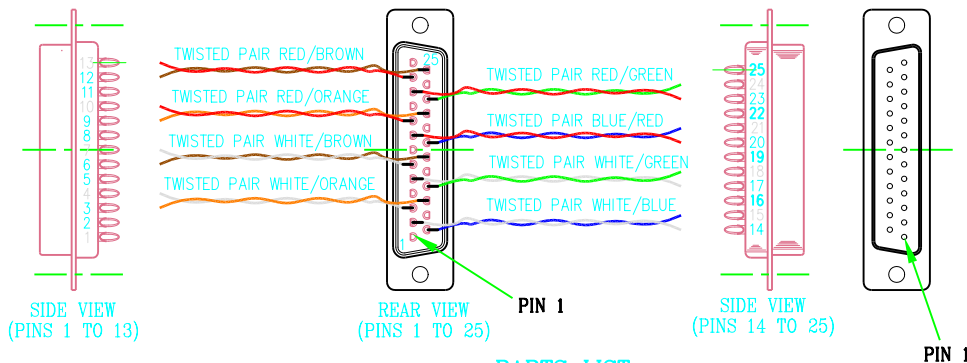 TWISTED PAIR RED/BROWN
TWISTED PAIR RED/ORANGE
TWISTED PAIR WHITE/BROWN
TWISTED PAIR WHITE/ORANGE
TWISTED PAIR RED/GREEN
TWISTED PAIR BLUE/RED
TWISTED PAIR WHITE/GREEN
TWISTED PAIR WHITE/BLUE
13
12
11
10
9
8
7
6
5
4
3
2
1
25
1
25
24
23
22
21
20
19
18
17
16
15
14
PIN 1
SIDE VIEW
(PINS 1 TO 13)
REAR VIEW
(PINS 1 TO 25)
SIDE VIEW
(PINS 14 TO 25)
PIN 1
PARTS LIST